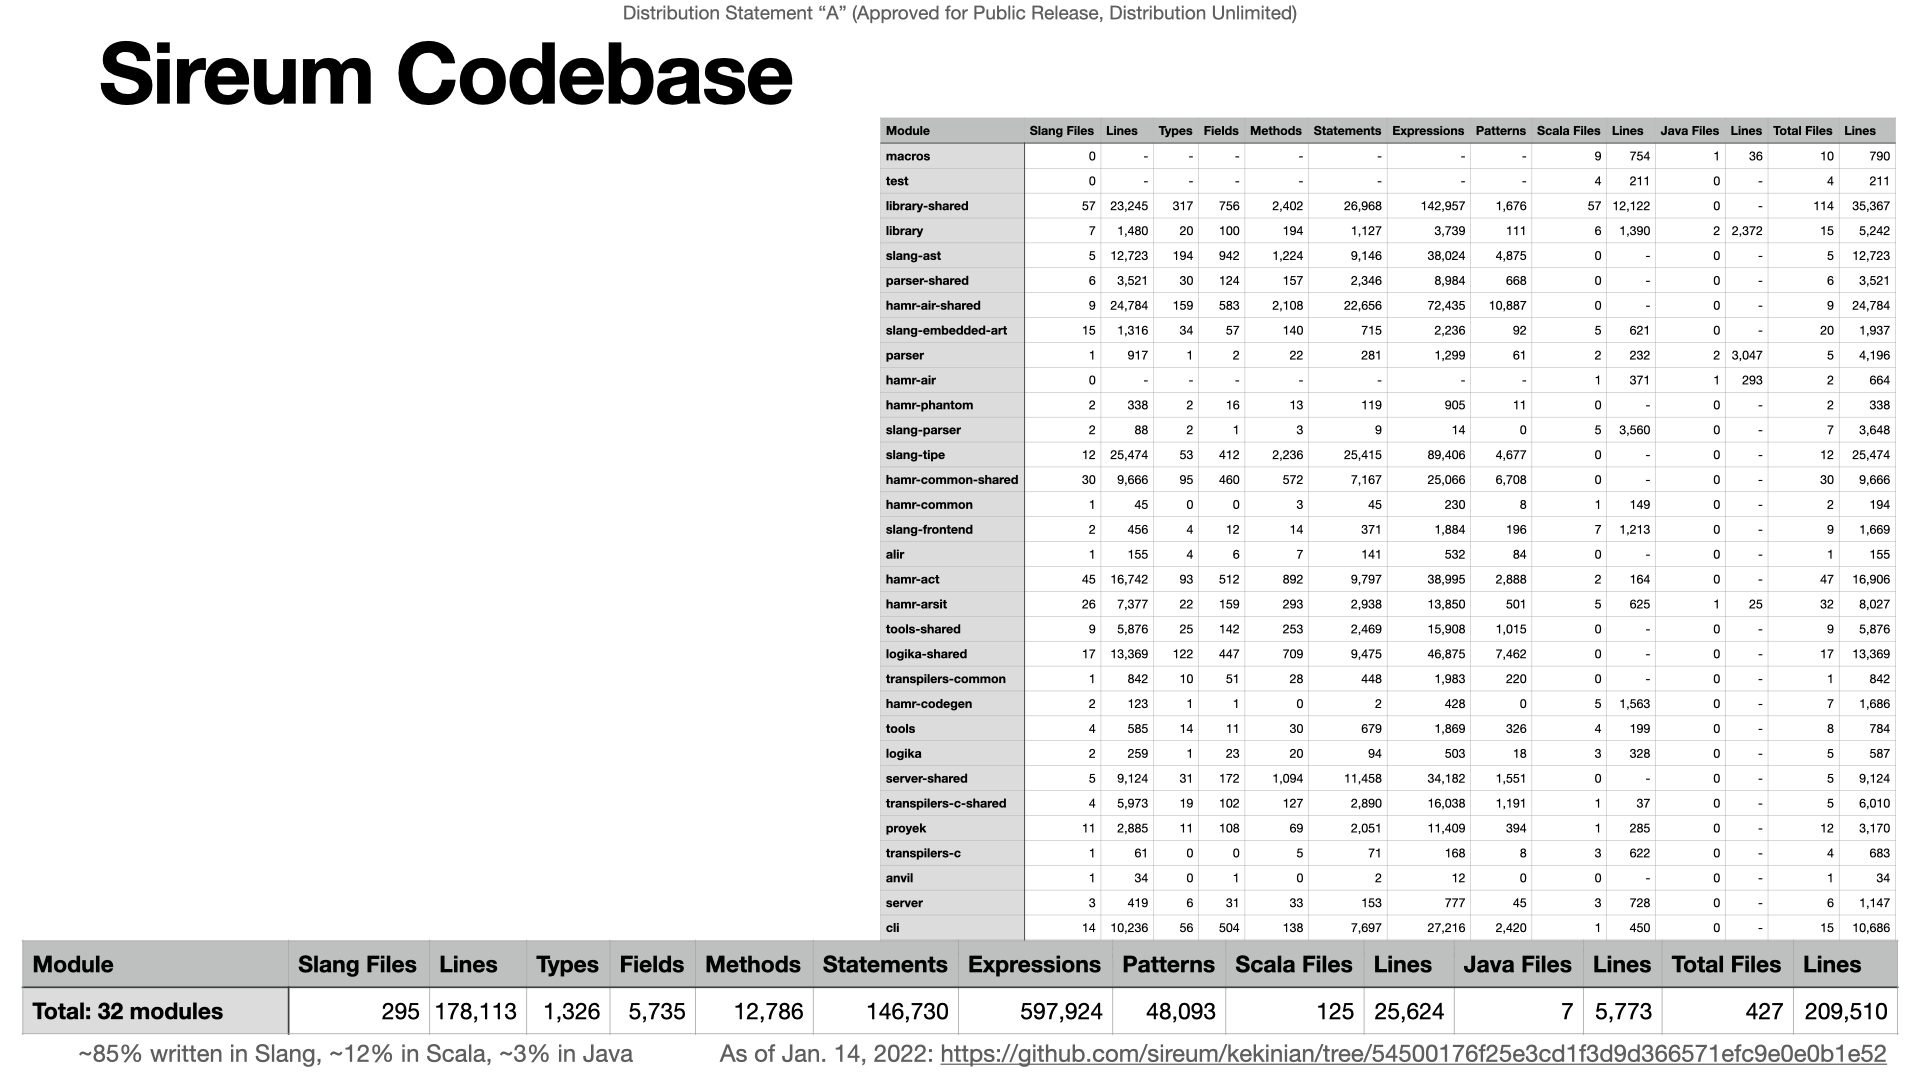 Distribution Statement “A” (Approved for Public Release, Distribution Unlimited)
Sireum Codebase
Module Slang Files Lines Types Fields Methods Statements Expressions Patterns Scala Files Lines Java Files Lines Total Files Lines
macros 0 - - - - - - - 9 754 1 36 10 790
test 0 - - - - - - - 4 211 0 - 4 211
library-shared 57 23,245 317 756 2,402 26,968 142,957 1,676 57 12,122 0 - 114 35,367
library 7 1,480 20 100 194 1,127 3,739 111 6 1,390 2 2,372 15 5,242
slang-ast 5 12,723 194 942 1,224 9,146 38,024 4,875 0 - 0 - 5 12,723
parser-shared 6 3,521 30 124 157 2,346 8,984 668 0 - 0 - 6 3,521
hamr-air-shared 9 24,784 159 583 2,108 22,656 72,435 10,887 0 - 0 - 9 24,784
slang-embedded-art 15 1,316 34 57 140 715 2,236 92 5 621 0 - 20 1,937
parser 1 917 1 2 22 281 1,299 61 2 232 2 3,047 5 4,196
hamr-air 0 - - - - - - - 1 371 1 293 2 664
hamr-phantom 2 338 2 16 13 119 905 11 0 - 0 - 2 338
slang-parser 2 88 2 1 3 9 14 0 5 3,560 0 - 7 3,648
slang-tipe 12 25,474 53 412 2,236 25,415 89,406 4,677 0 - 0 - 12 25,474
hamr-common-shared 30 9,666 95 460 572 7,167 25,066 6,708 0 - 0 - 30 9,666
hamr-common 1 45 0 0 3 45 230 8 1 149 0 - 2 194
slang-frontend 2 456 4 12 14 371 1,884 196 7 1,213 0 - 9 1,669
alir 1 155 4 6 7 141 532 84 0 - 0 - 1 155
hamr-act 45 16,742 93 512 892 9,797 38,995 2,888 2 164 0 - 47 16,906
hamr-arsit 26 7,377 22 159 293 2,938 13,850 501 5 625 1 25 32 8,027
tools-shared 9 5,876 25 142 253 2,469 15,908 1,015 0 - 0 - 9 5,876
logika-shared 17 13,369 122 447 709 9,475 46,875 7,462 0 - 0 - 17 13,369
transpilers-common 1 842 10 51 28 448 1,983 220 0 - 0 - 1 842
hamr-codegen 2 123 1 1 0 2 428 0 5 1,563 0 - 7 1,686
tools 4 585 14 11 30 679 1,869 326 4 199 0 - 8 784
logika 2 259 1 23 20 94 503 18 3 328 0 - 5 587
server-shared 5 9,124 31 172 1,094 11,458 34,182 1,551 0 - 0 - 5 9,124
transpilers-c-shared 4 5,973 19 102 127 2,890 16,038 1,191 1 37 0 - 5 6,010
proyek 11 2,885 11 108 69 2,051 11,409 394 1 285 0 - 12 3,170
transpilers-c 1 61 0 0 5 71 168 8 3 622 0 - 4 683
anvil 1 34 0 1 0 2 12 0 0 - 0 - 1 34
server 3 419 6 31 33 153 777 45 3 728 0 - 6 1,147
cli 14 10,236 56 504 138 7,697 27,216 2,420 1 450 0 - 15 10,686
Module Slang Files Lines Types Fields Methods Statements Expressions Patterns Scala Files Lines Java Files Lines Total Files Lines
Total: 32 modules 295 178,113 1,326 5,735 12,786 146,730 597,924 48,093 125 25,624 7 5,773 427 209,510
~85% written in Slang, ~12% in Scala, ~3% in Java
As of Jan. 14, 2022: https://github.com/sireum/kekinian/tree/54500176f25e3cd1f3d9d366571efc9e0e0b1e52